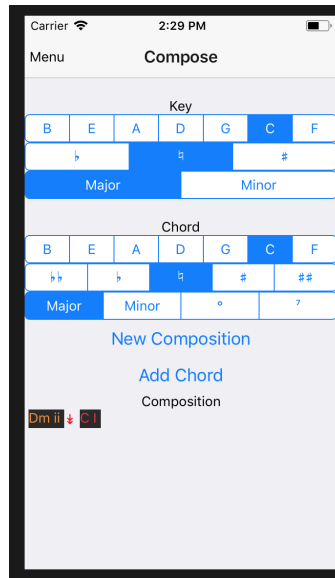 Carrier 2:29 PM
Menu Compose
Key
B E A D G C F
♭ ♮ ♯
Major Minor
Chord
B E A D G C F
♭♭ ♭ ♮ ♯ ♯♯
Major Minor ° ⁷
New Composition
Add Chord
Composition
Dm ii ↡ C I